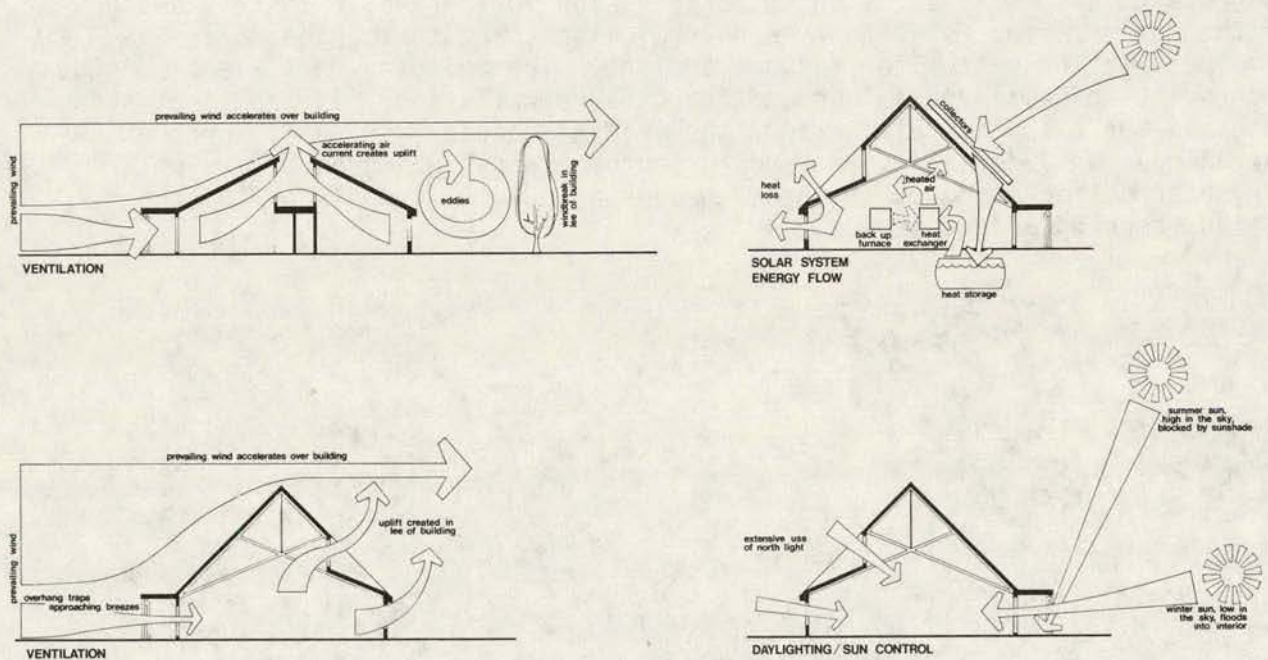 prevailing wind accelerates over building
accelerating air
current creates uplift
prevailing wind
eddies
windbreak in
lee of building
VENTILATION
collectors
heat
loss
heated
air
back up
furnace
heat
exchanger
heat storage
SOLAR SYSTEM
ENERGY FLOW
prevailing wind accelerates over building
prevailing wind
uplift created in
lee of building
overhang traps
approaching breezes
VENTILATION
summer sun,
high in the sky,
blocked by sunshade
extensive use
of north light
winter sun, low in
the sky, floods
into interior
DAYLIGHTING/SUN CONTROL